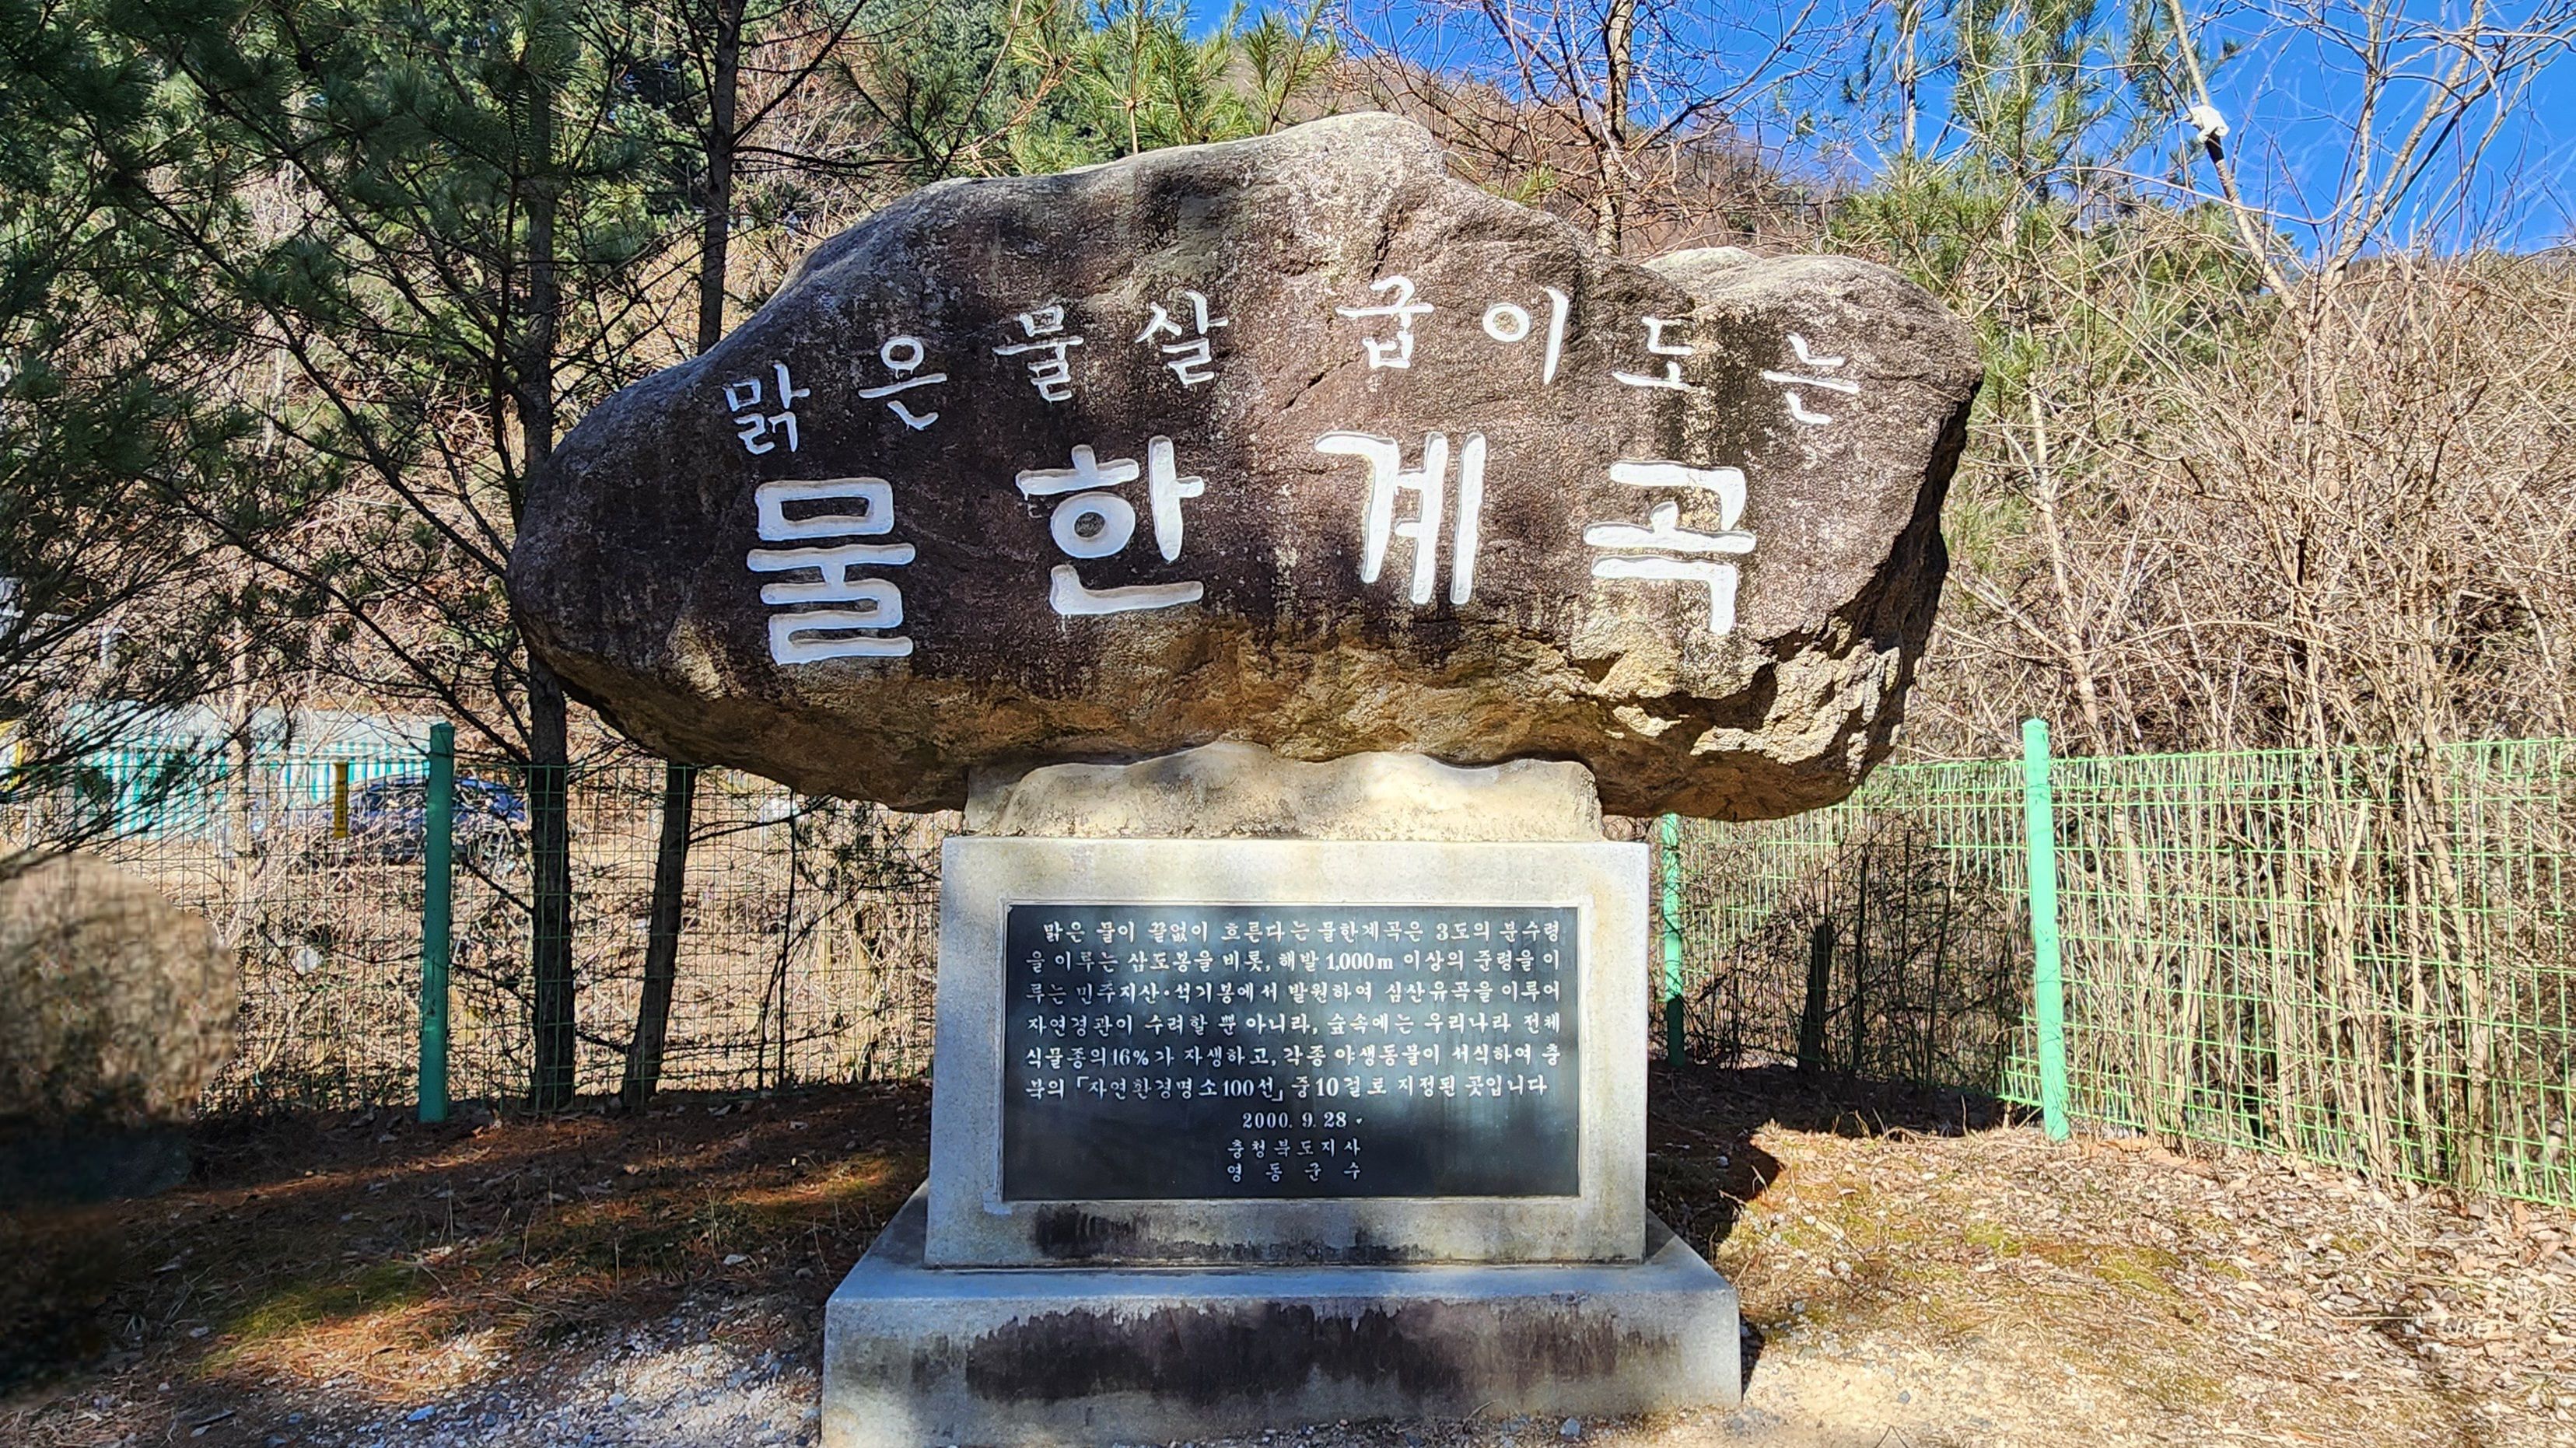 맑은 물살 굽이도는
물한계곡
맑은 물이 끝없이 흐른다는 물한계곡은 3도의 분수령
을 이루는 삼도봉을 비롯, 해발 1,000m 이상의 준령을 이
루는 민주지산·석기봉에서 발원하여 심산유곡을 이루어
자연경관이 수려할 뿐 아니라, 숲속에는 우리나라 전체
식물종의 16%가 자생하고, 각종 야생동물이 서식하여 충
북의 「자연환경명소100선」 중 10걸로 지정된 곳입니다
2000. 9. 28.
충청북도지사
영동군수